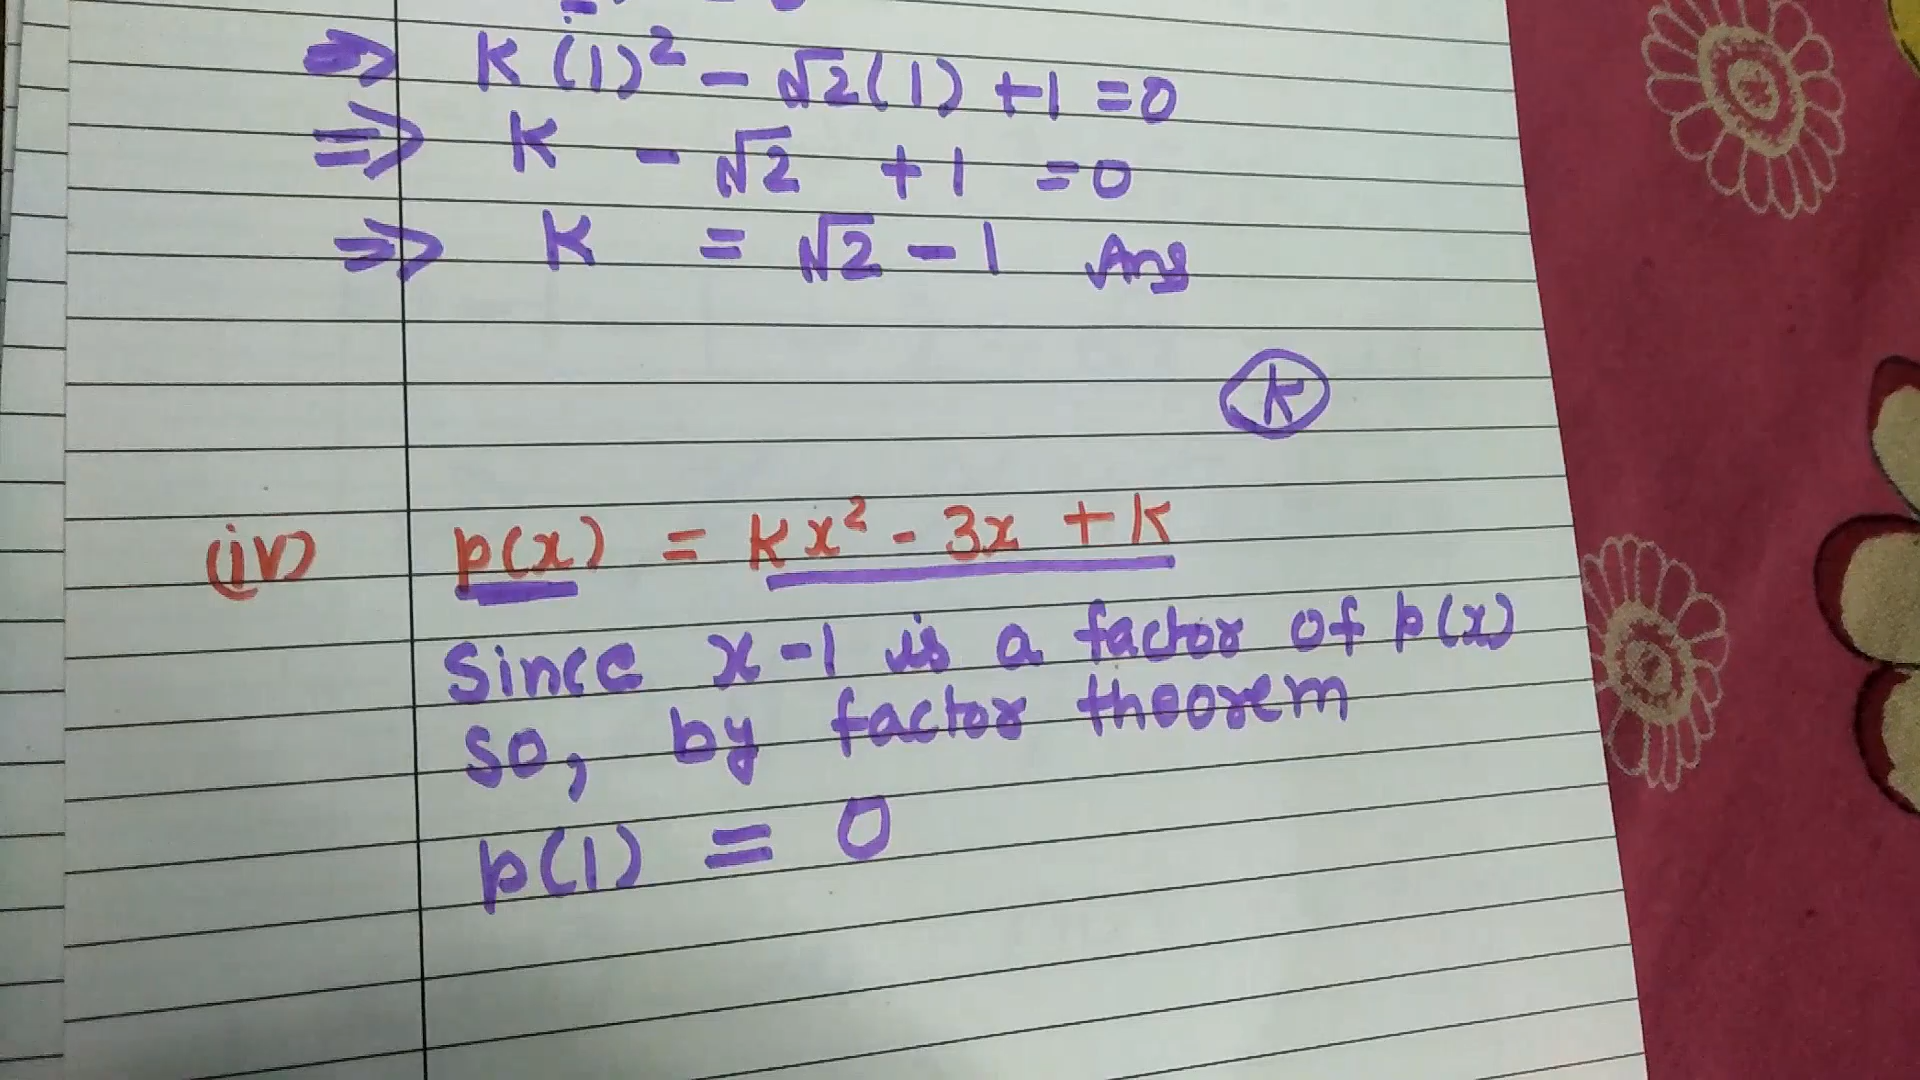 ⇒ K(1)² - √2(1) + 1 = 0
⇒ K - √2 + 1 = 0
⇒ K = √2 - 1 Ans
K
(iv) p(x) = kx² - 3x + k
Since x-1 is a factor of p(x)
so, by factor theorem
p(1) = 0